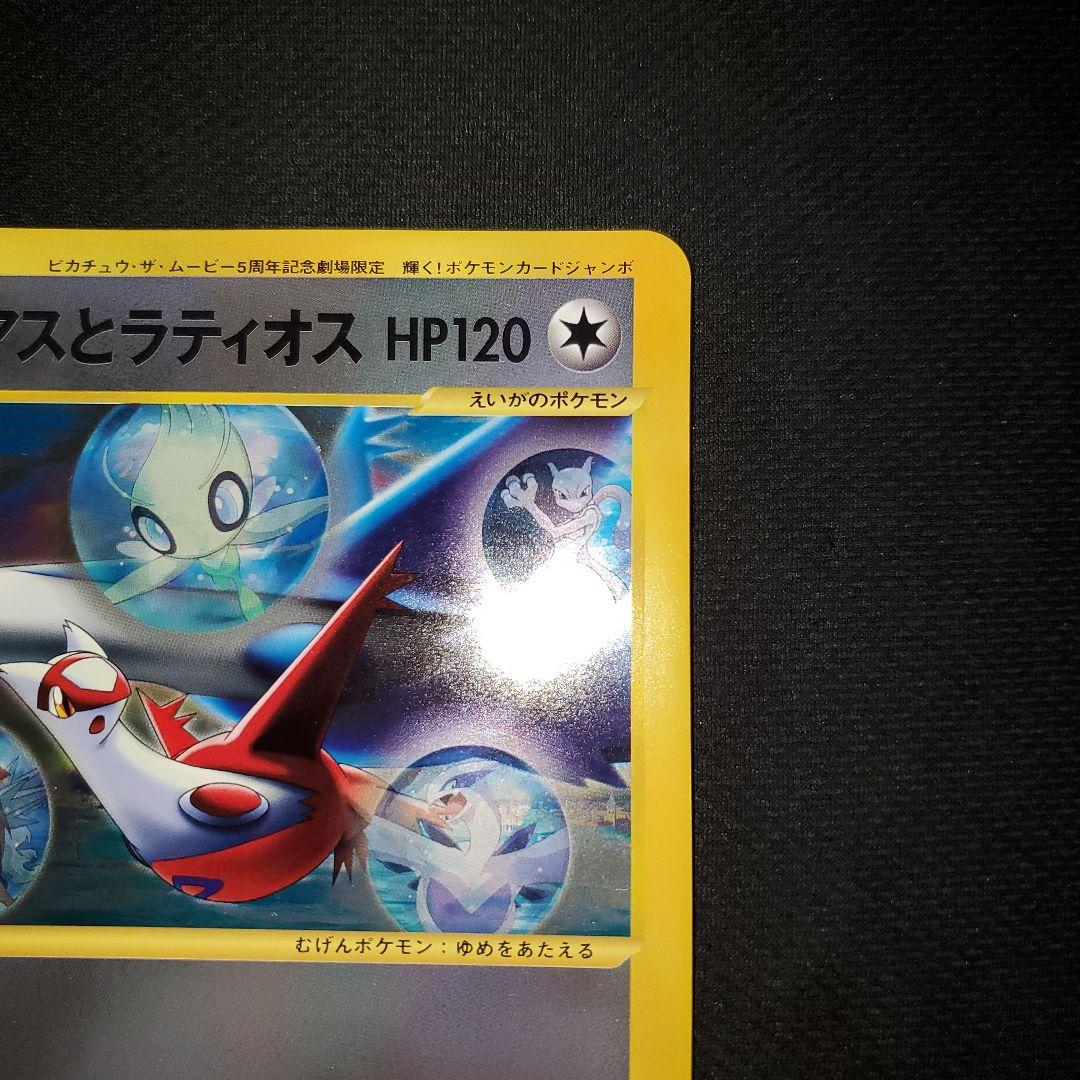 ピカチュウ・ザ・ムービー5周年記念劇場限定 輝く!ポケモンカードジャンボ
アスとラティオス HP120
えいがのポケモン
むげんポケモン:ゆめをあたえる